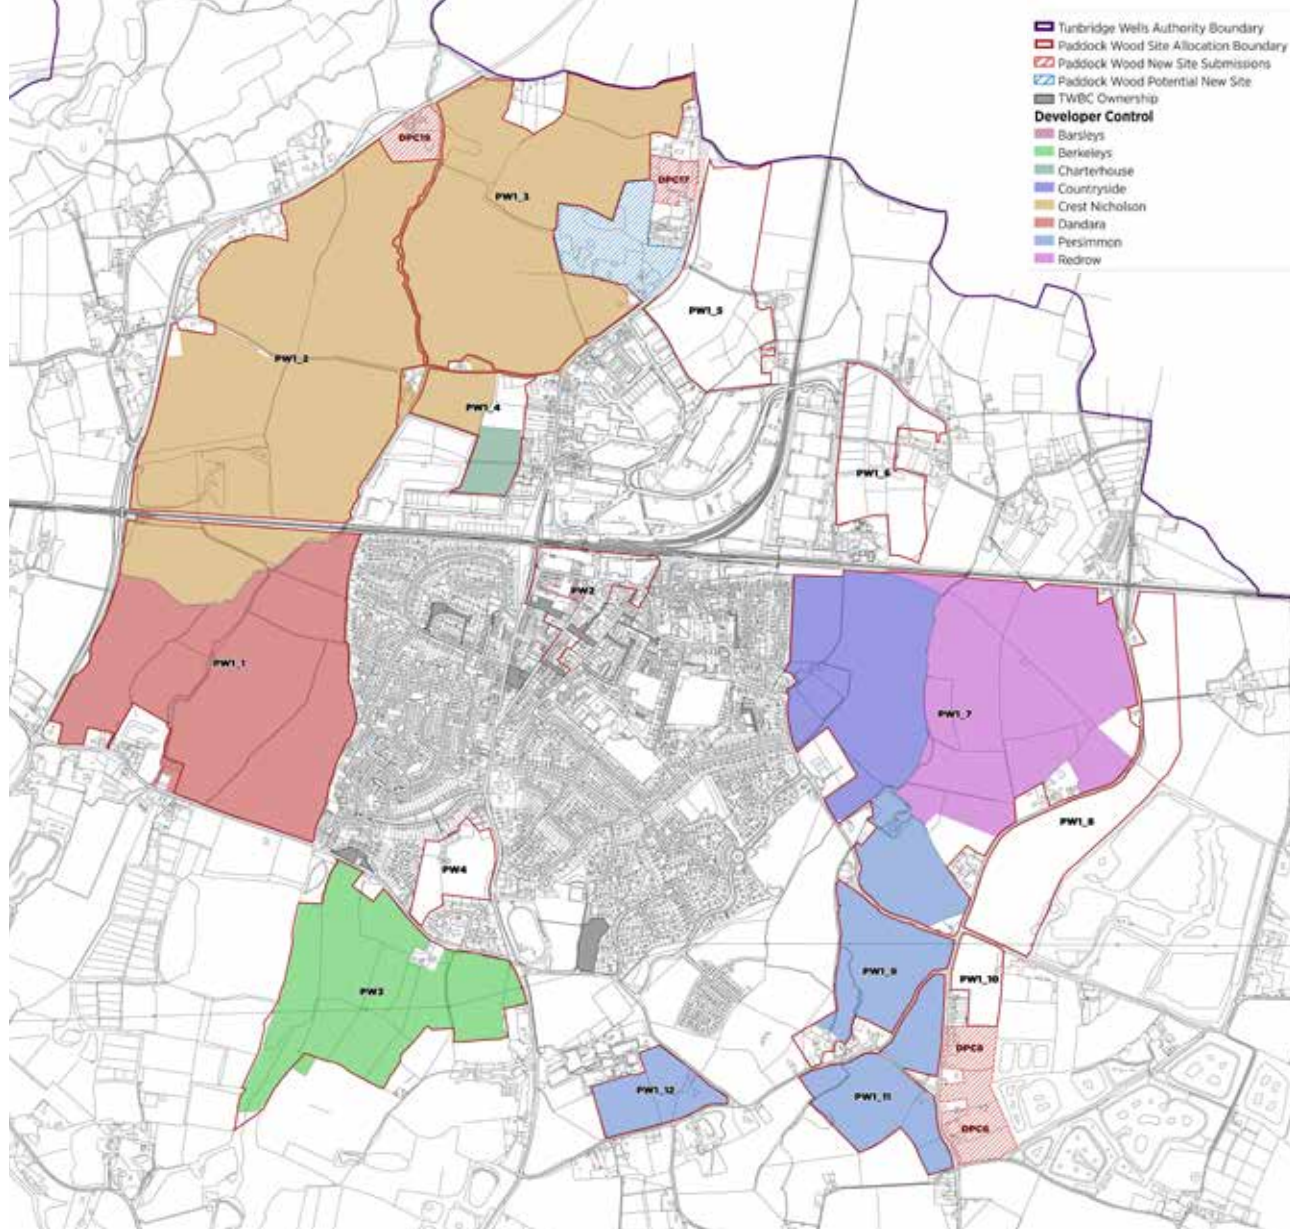 Tunbridge Wells Authority Boundary
Paddock Wood Site Allocation Boundary
Paddock Wood New Site Submissions
Paddock Wood Potential New Site
TWBC Ownership
Developer Control
Barsleys
Berkeleys
Charterhouse
Countryside
Crest Nicholson
Dandara
Persimmon
Redrow
DPC19
DPC17
PW1_3
PW1_5
PW1_2
PW1_4
PW1_6
PW2
PW1_1
PW1_7
PW1_8
PW4
PW1_9
PW1_10
PW3
DPC8
PW1_12
PW1_11
DPC6